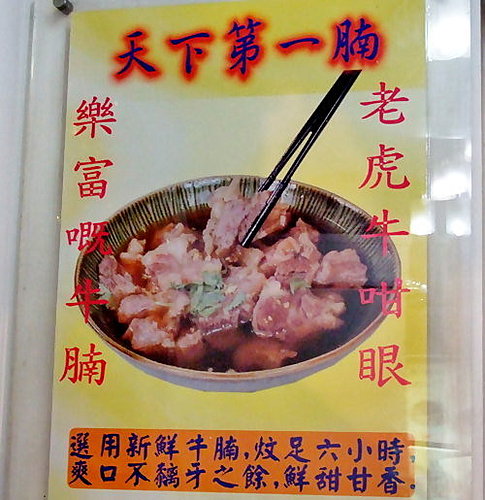 天下第一腩
老虎牛咁眼
樂富嘅牛腩
選用新鮮牛腩,炆足六小時,
爽口不黐牙之餘,鮮甜甘香.